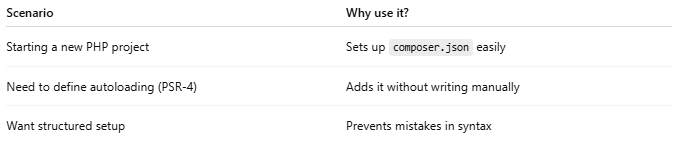 Scenario Why use it?
Starting a new PHP project Sets up composer.json easily
Need to define autoloading (PSR-4) Adds it without writing manually
Want structured setup Prevents mistakes in syntax